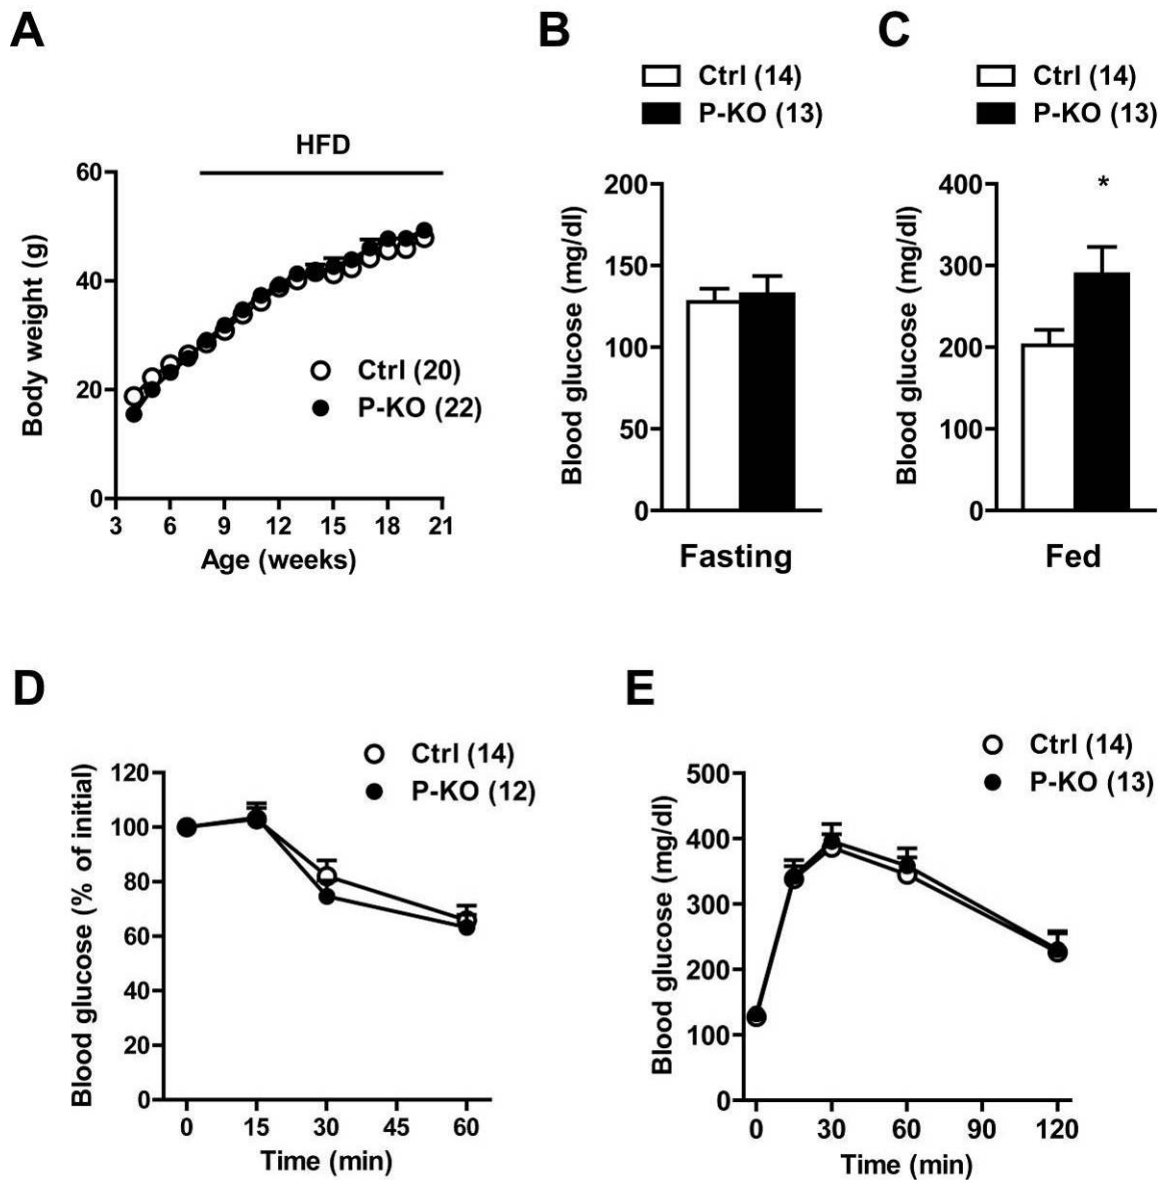 A
HFD
Body weight (g)
60
40
20
0
Ctrl (20)
P-KO (22)
3 6 9 12 15 18 21
Age (weeks)
B
Ctrl (14)
P-KO (13)
Blood glucose (mg/dl)
200
150
100
50
0
Fasting
C
Ctrl (14)
P-KO (13)
Blood glucose (mg/dl)
400
300
200
100
0
*
Fed
D
Ctrl (14)
P-KO (12)
Blood glucose (% of initial)
120
100
80
60
40
20
0
0 15 30 45 60
Time (min)
E
Ctrl (14)
P-KO (13)
Blood glucose (mg/dl)
500
400
300
200
100
0
0 30 60 90 120
Time (min)